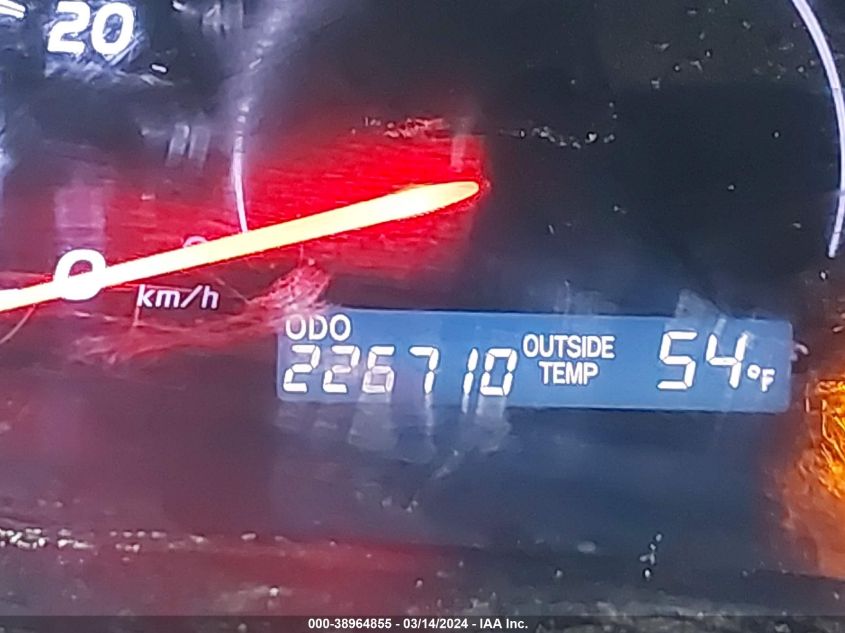 20
0
km/h
ODO
226710
OUTSIDE
TEMP
54°F
000-38964855 - 03/14/2024 - IAA Inc.